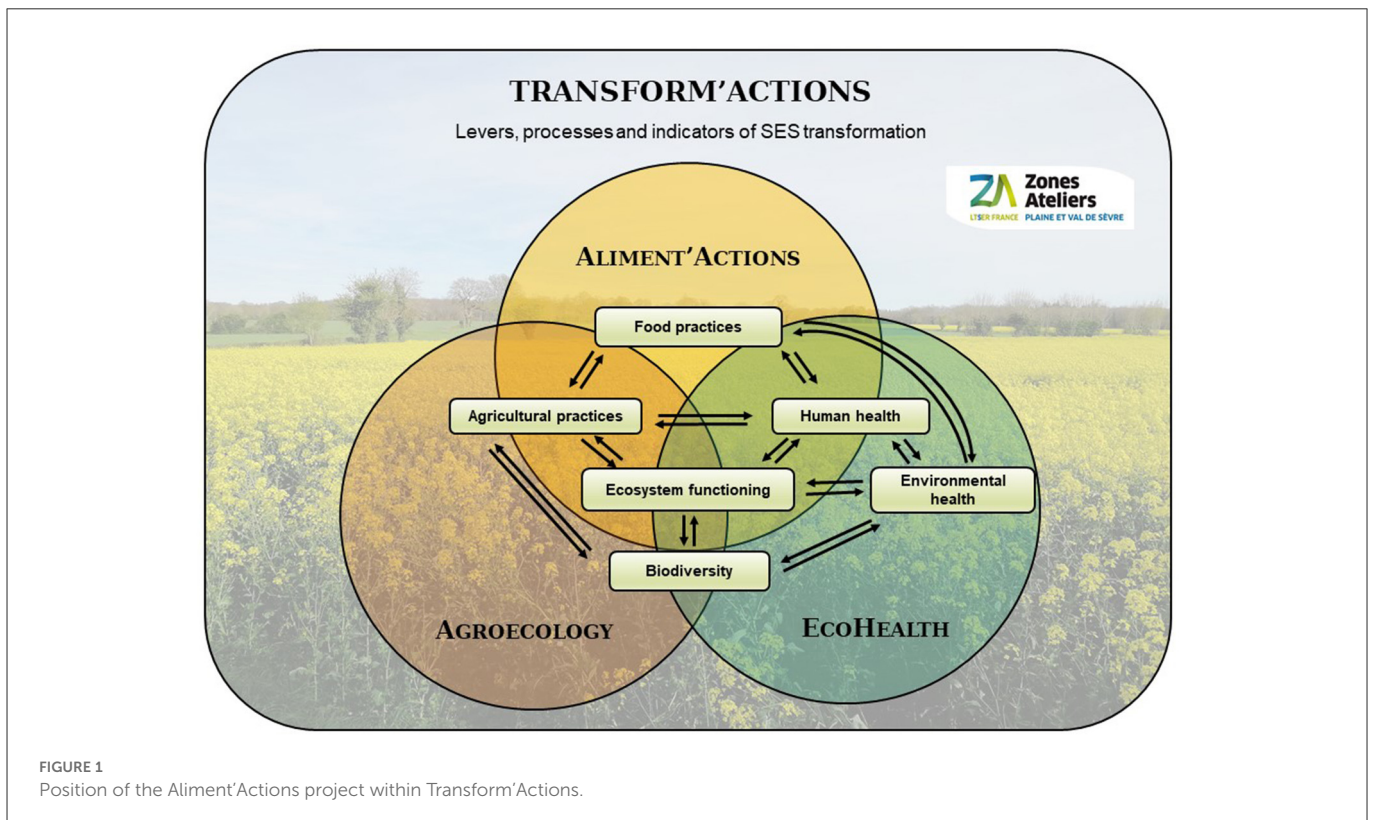 TRANSFORM'ACTIONS
Levers, processes and indicators of SES transformation
ZA Zones
Ateliers
LTSER FRANCE PLAINE ET VAL DE SÈVRE
ALIMENT'ACTIONS
Food practices
Agricultural practices
Human health
Ecosystem functioning
Environmental
health
Biodiversity
AGROECOLOGY
ECOHEALTH
FIGURE 1
Position of the Aliment'Actions project within Transform'Actions.